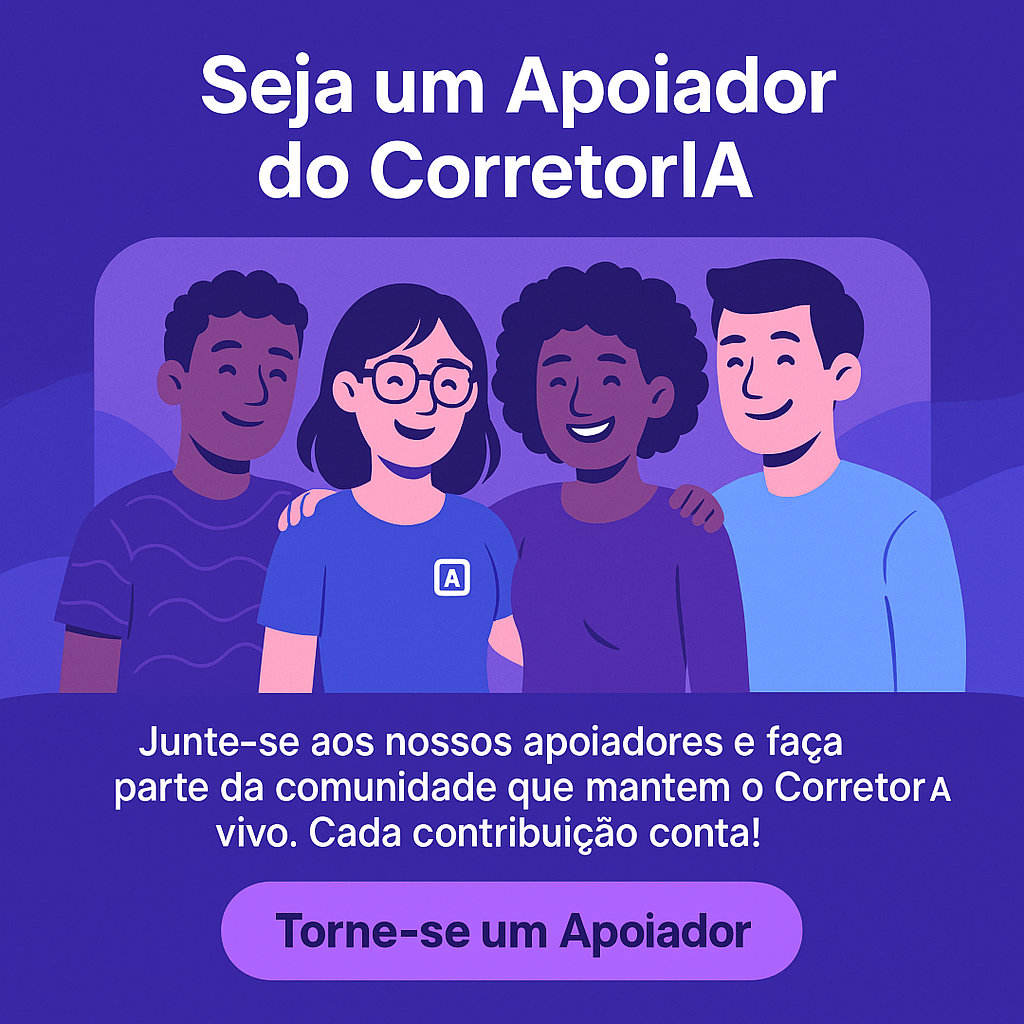 Seja um Apoiador
do CorretorIA
A
Junte-se aos nossos apoiadores e faça
parte da comunidade que mantem o Corretor A
vivo. Cada contribuição conta!
Torne-se um Apoiador